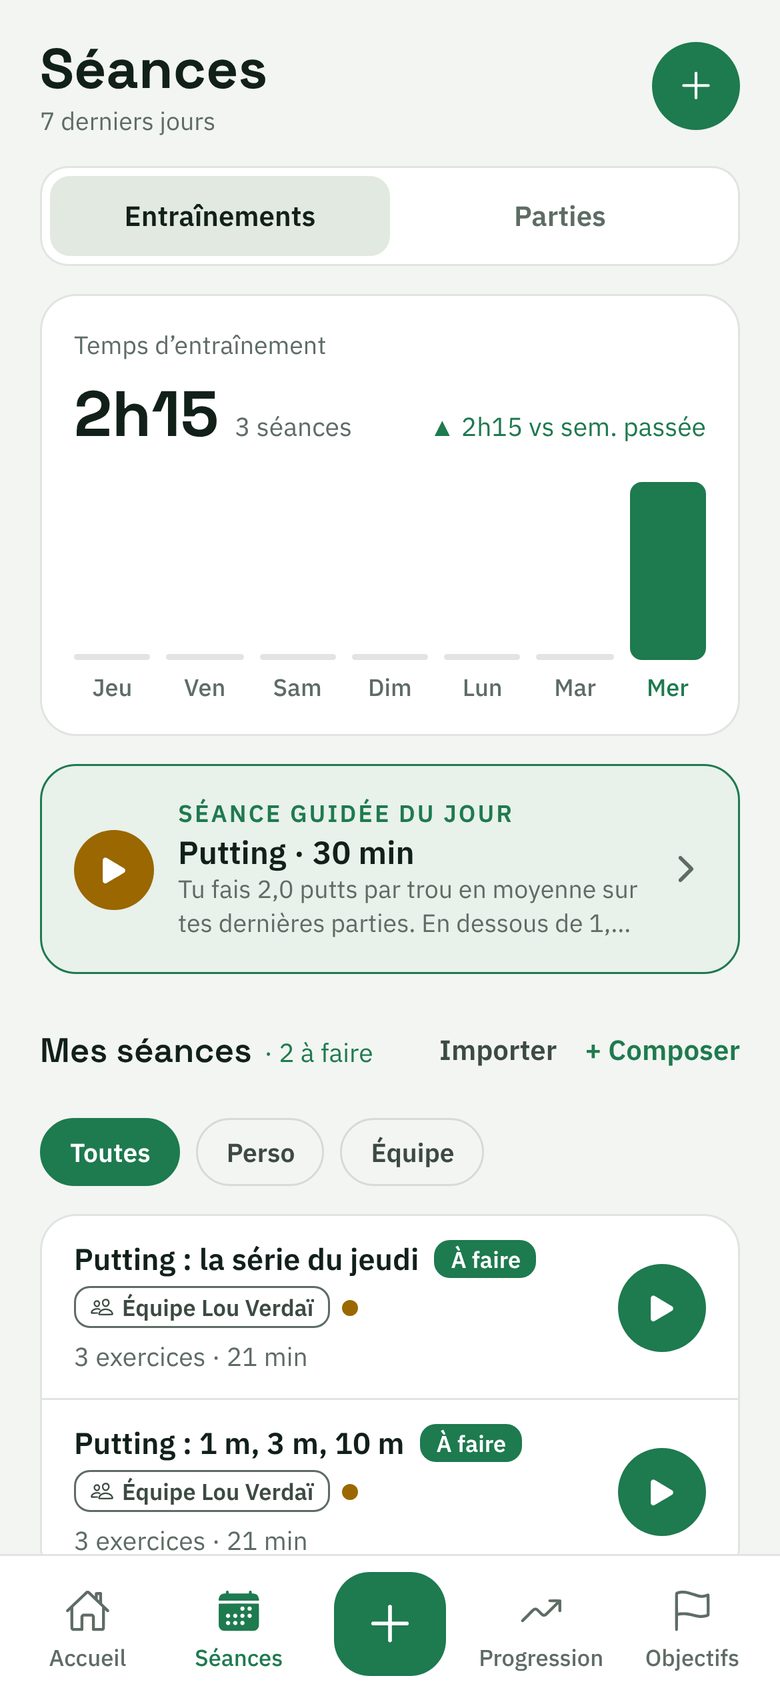 Séances
7 derniers jours
Entraînements
Parties
Temps d’entraînement
2h15 3 séances ▲ 2h15 vs sem. passée
Jeu Ven Sam Dim Lun Mar Mer
SÉANCE GUIDÉE DU JOUR
Putting · 30 min
Tu fais 2,0 putts par trou en moyenne sur
tes dernières parties. En dessous de 1,...
Mes séances · 2 à faire Importer + Composer
Toutes Perso Équipe
Putting : la série du jeudi À faire
Équipe Lou Verdaï
3 exercices · 21 min
Putting : 1 m, 3 m, 10 m À faire
Équipe Lou Verdaï
3 exercices · 21 min
Accueil Séances Progression Objectifs